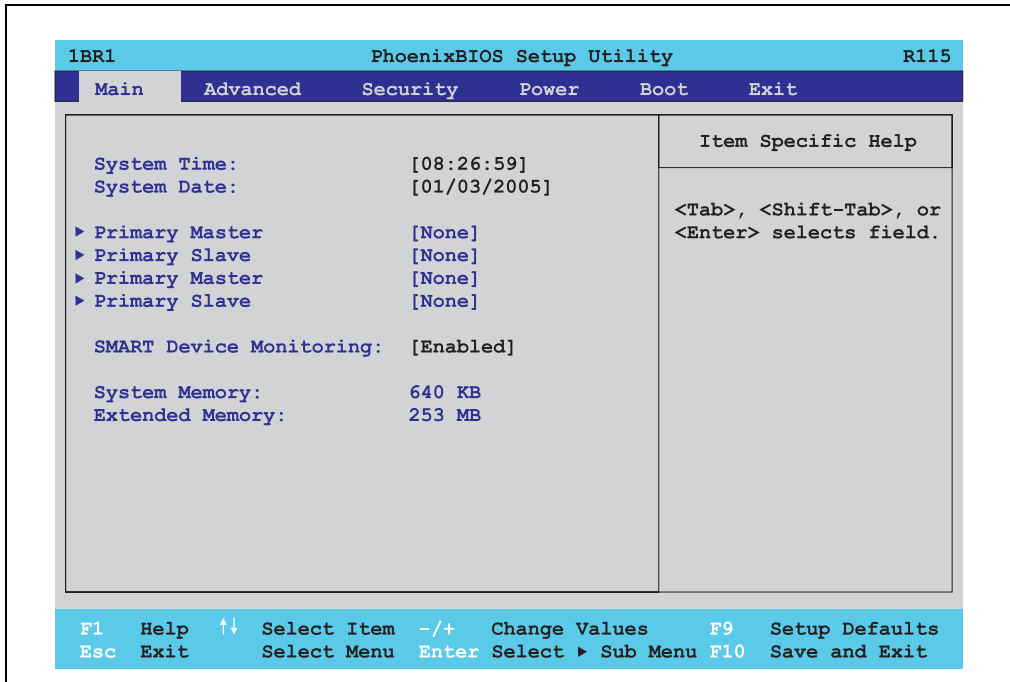 1BR1 PhoenixBIOS Setup Utility R115
Main Advanced Security Power Boot Exit
Item Specific Help
System Time: [08:26:59]
System Date: [01/03/2005]
<Tab>, <Shift-Tab>, or
<Enter> selects field.
Primary Master [None]
Primary Slave [None]
Primary Master [None]
Primary Slave [None]
SMART Device Monitoring: [Enabled]
System Memory: 640 KB
Extended Memory: 253 MB
F1 Help ↑↓ Select Item -/+ Change Values F9 Setup Defaults
Esc Exit Select Menu Enter Select ▶ Sub Menu F10 Save and Exit